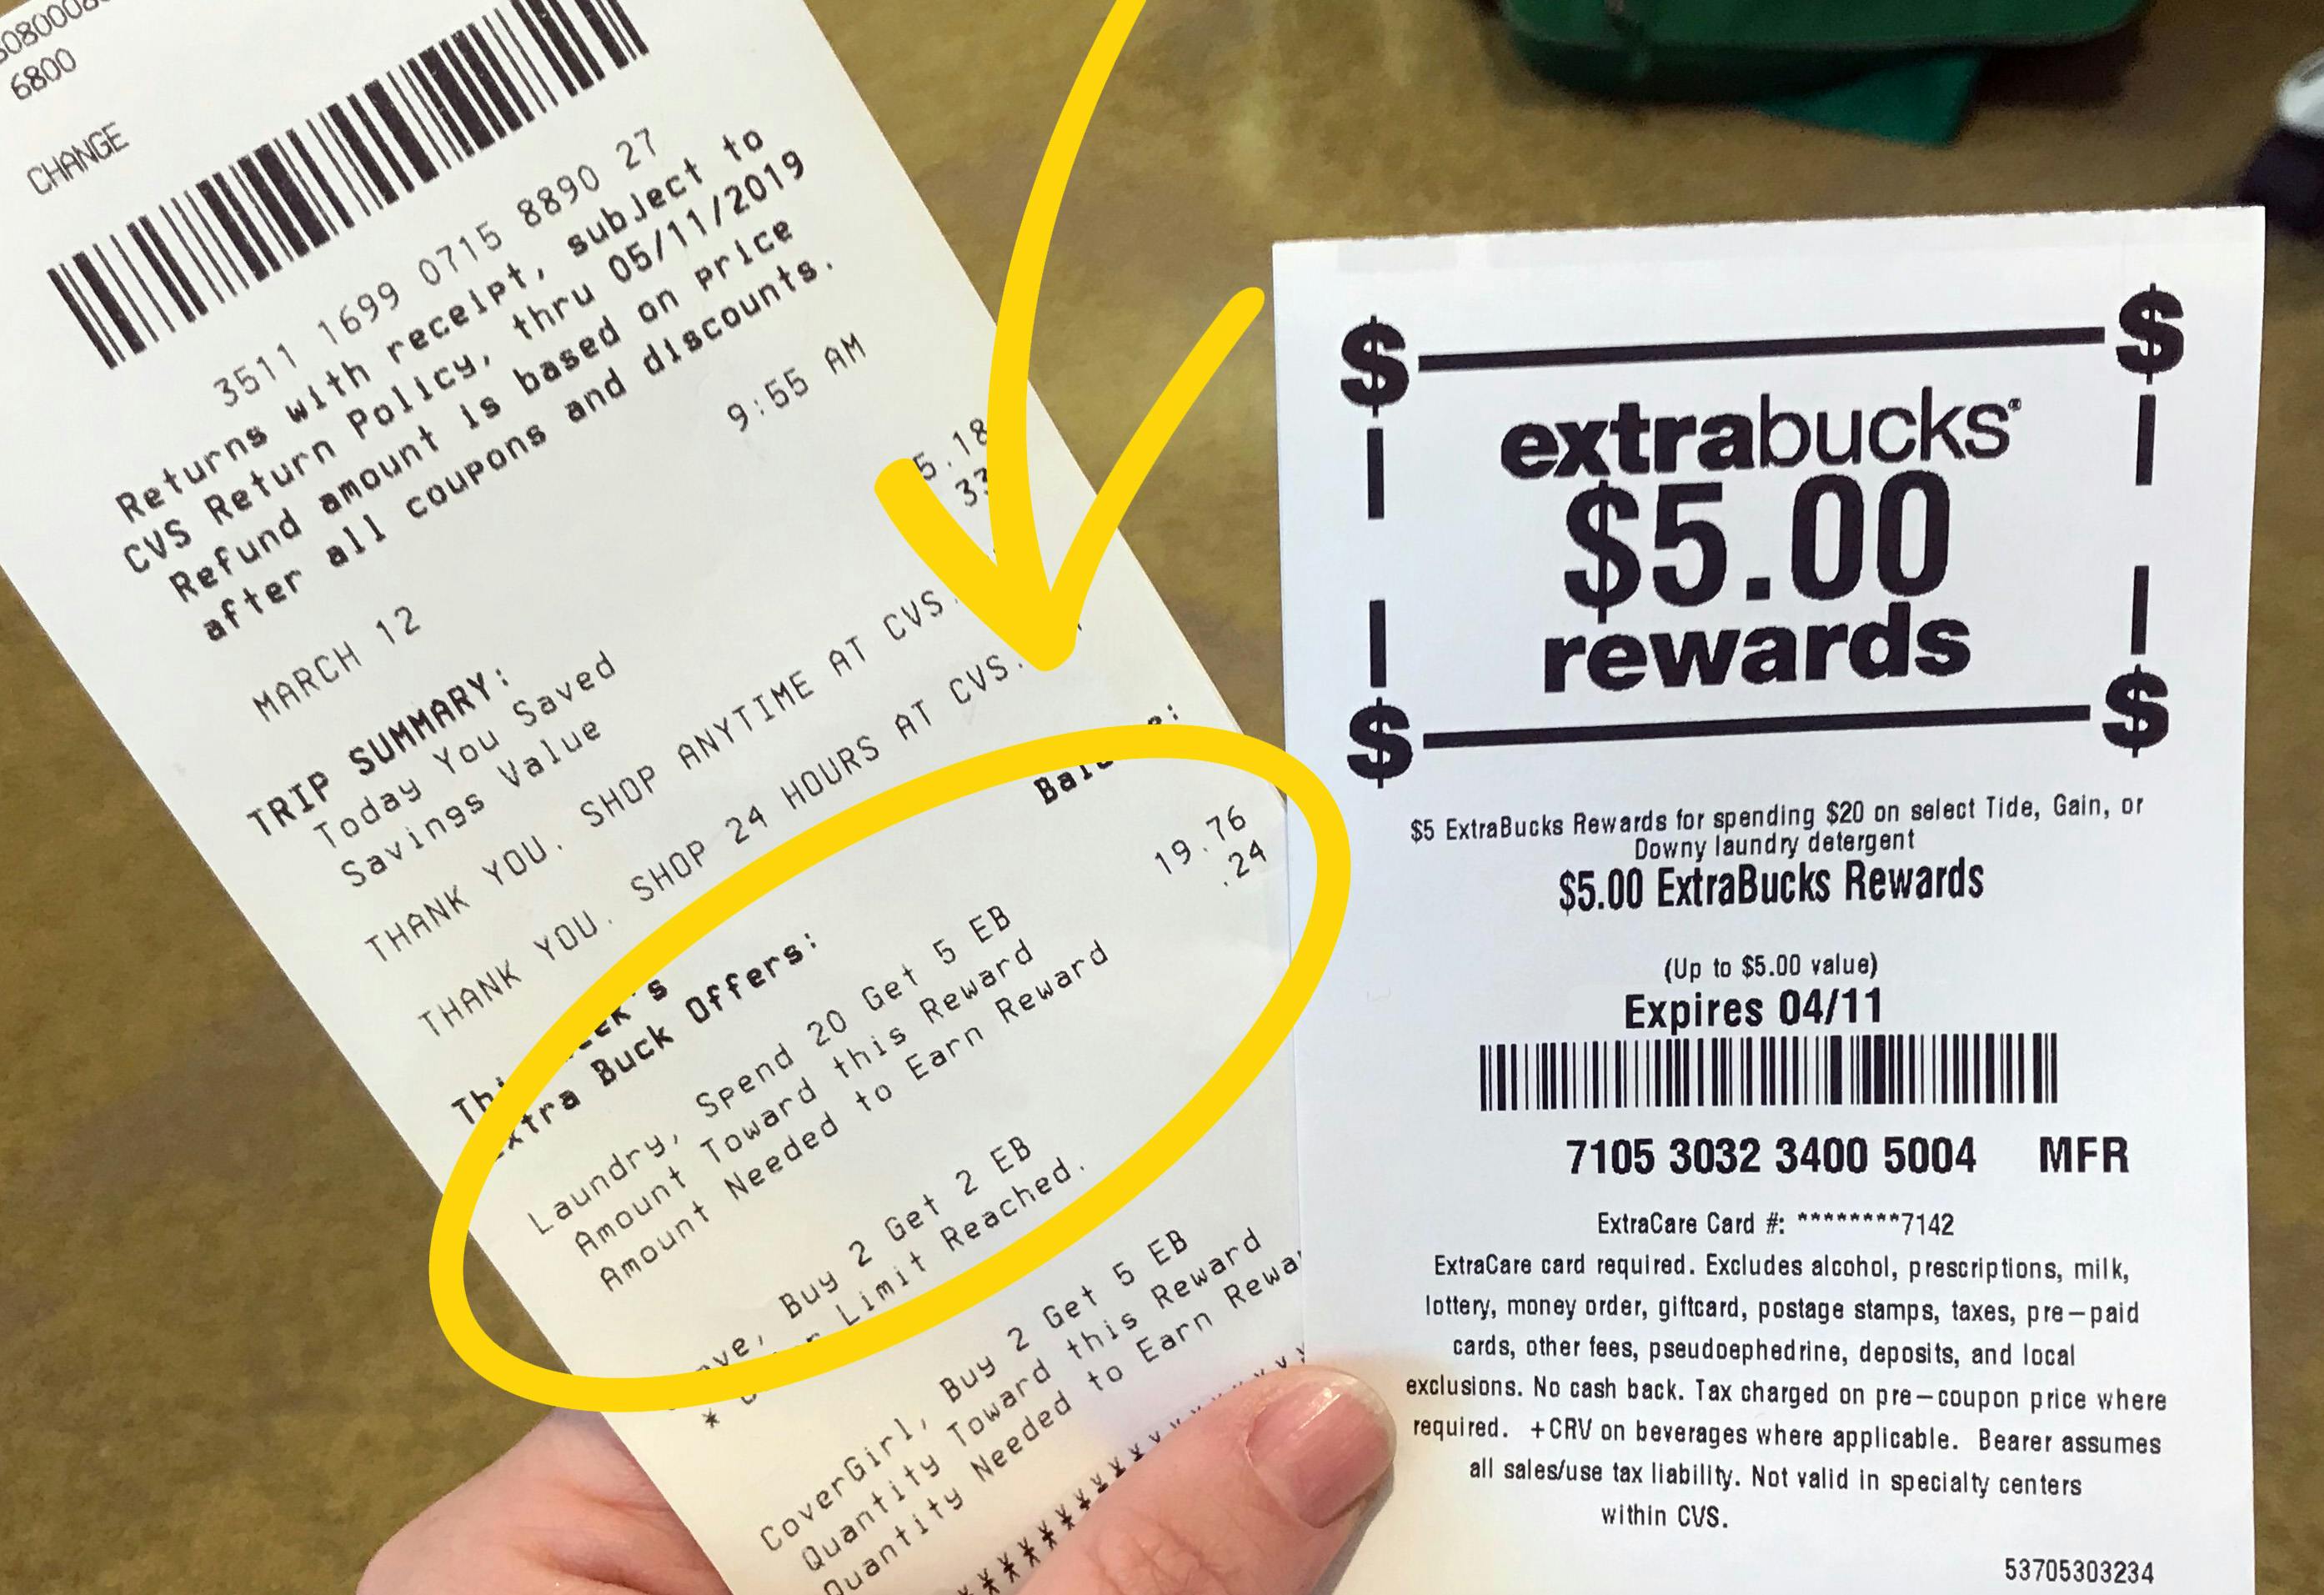 6800
CHANGE
3511 1699 0715 8890 27
Returns with receipt, subject to
CVS Return Policy, thru 05/11/2019
Refund amount is based on price
after all coupons and discounts.
MARCH 12 9:55 AM
TRIP SUMMARY:
Today You Saved 5.18
Savings Value
THANK YOU. SHOP ANYTIME AT CVS.
THANK YOU. SHOP 24 HOURS AT CVS.
Extra Buck Offers:
Laundry, Spend 20 Get 5 EB
Amount Toward this Reward 19.76
Amount Needed to Earn Reward .24
Buy 2 Get 2 EB
* Limit Reached.
CoverGirl, Buy 2 Get 5 EB
Quantity Toward this Reward
Quantity Needed to Earn
$ $
extrabucks
$5.00
rewards
$ $
$5 ExtraBucks Rewards for spending $20 on select Tide, Gain, or
Downy laundry detergent
$5.00 ExtraBucks Rewards
(Up to $5.00 value)
Expires 04/11
7105 3032 3400 5004 MFR
ExtraCare Card #: ********7142
ExtraCare card required. Excludes alcohol, prescriptions, milk,
lottery, money order, giftcard, postage stamps, taxes, pre-paid
cards, other fees, pseudoephedrine, deposits, and local
exclusions. No cash back. Tax charged on pre-coupon price where
required. +CRV on beverages where applicable. Bearer assumes
all sales/use tax liability. Not valid in specialty centers
within CVS.
53705303234